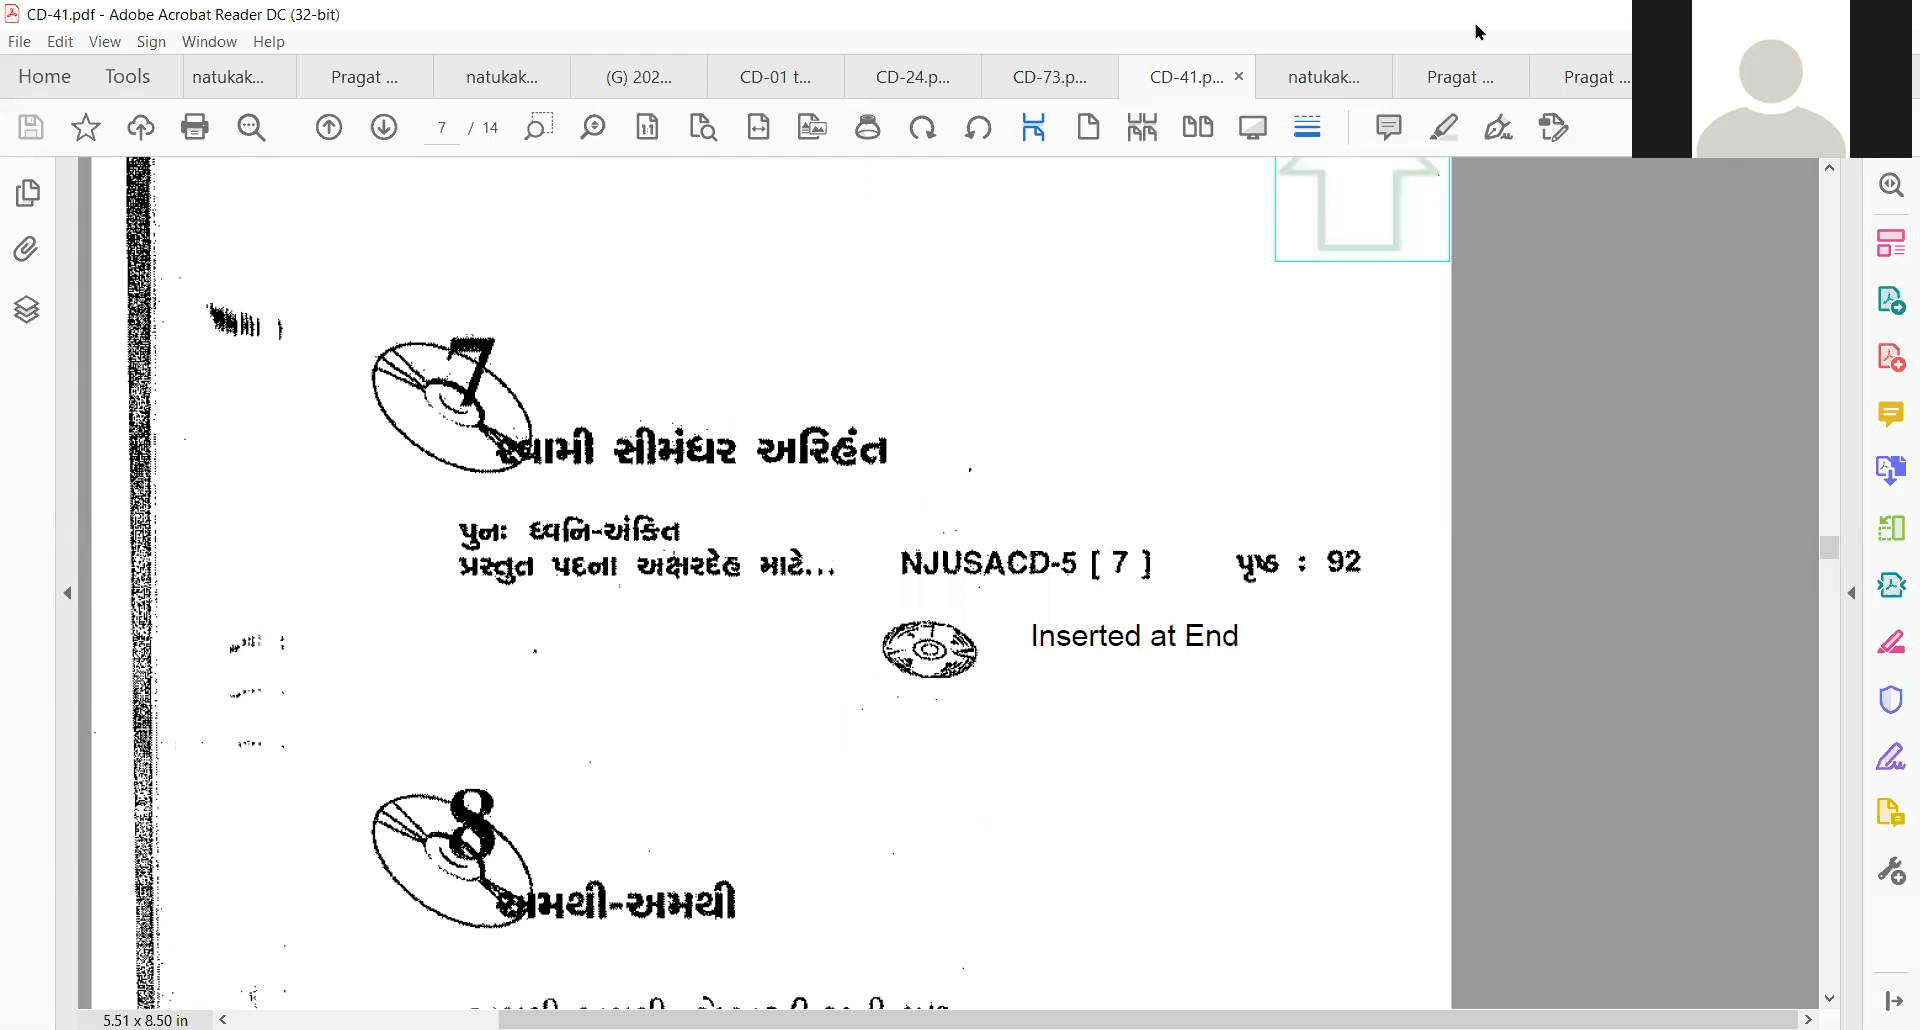 CD-41.pdf - Adobe Acrobat Reader DC (32-bit)
File Edit View Sign Window Help
Home Tools natukak... Pragat ... natukak... (G) 202... CD-01 t... CD-24.p... CD-73.p... CD-41.p... × natukak... Pragat ... Pragat ...
7 / 14
7
સ્વામી સીમંધર અરિહંત
પુનઃ ધ્વનિ-અંકિત
પ્રસ્તુત પદના અક્ષરદેહ માટે... NJUSACD-5 [ 7 ] પૃષ્ઠ : 92
Inserted at End
8
અમથી-અમથી
5.51 x 8.50 in